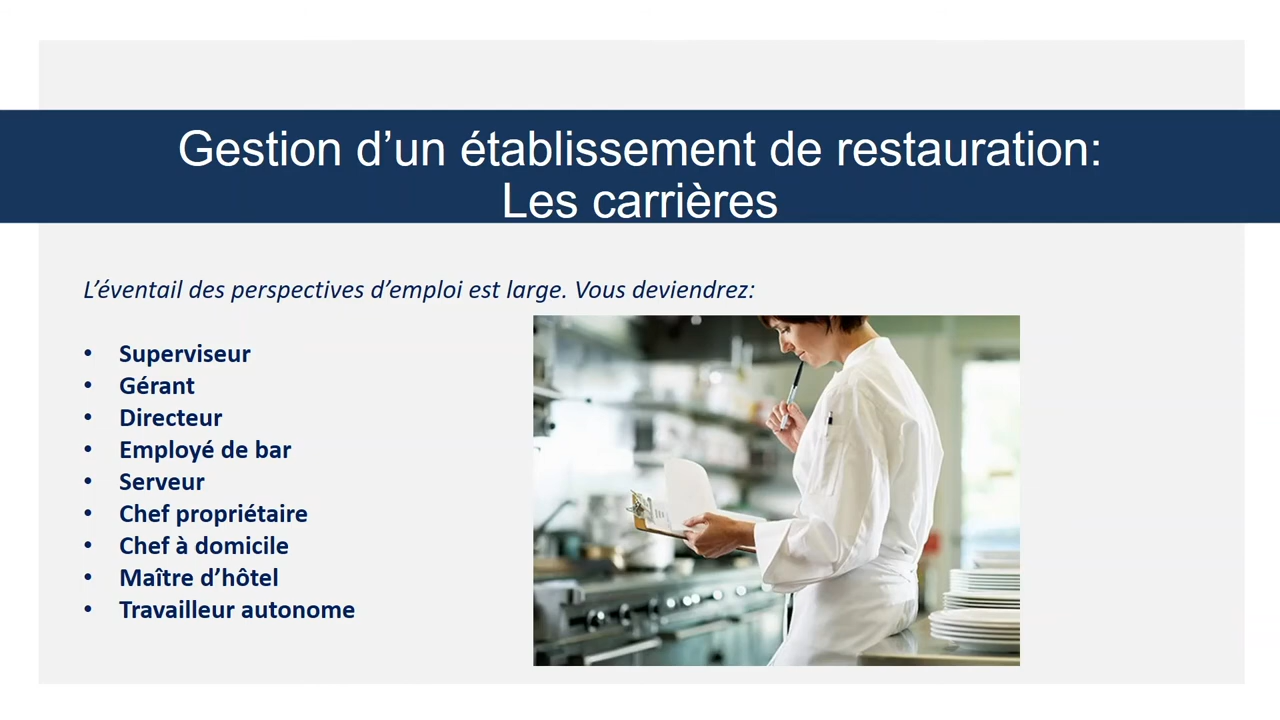 Gestion d’un établissement de restauration:
Les carrières
L’éventail des perspectives d’emploi est large. Vous deviendrez:
• Superviseur
• Gérant
• Directeur
• Employé de bar
• Serveur
• Chef propriétaire
• Chef à domicile
• Maître d’hôtel
• Travailleur autonome